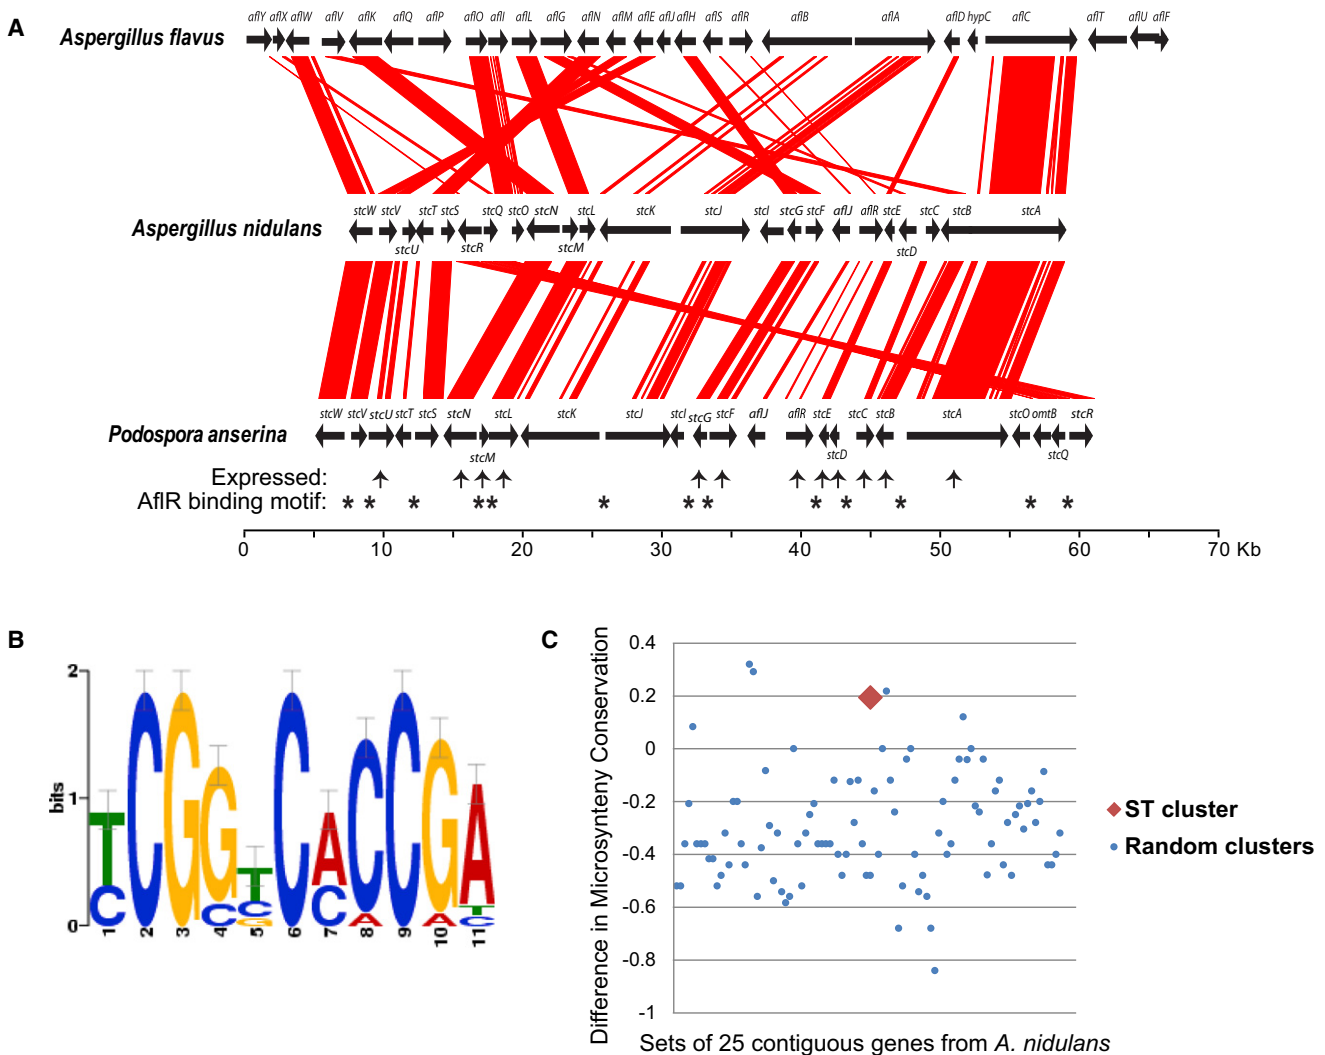 A
aflY aflX aflW aflV aflK aflQ aflP aflO aflI aflL aflG aflN aflM aflE aflJ aflH aflS aflR aflB aflA aflD hypC aflC aflT aflU aflF
Aspergillus flavus
stcW stcV stcT stcS stcQ stcO stcN stcL stcK stcJ stcI stcG stcF aflJ aflR stcE stcC stcB stcA
Aspergillus nidulans
stcU stcR stcM stcD
stcW stcV stcU stcT stcS stcN stcL stcK stcJ stcI stcG stcF aflJ aflR stcE stcC stcB stcA stcO omtB stcR
Podospora anserina
stcM stcD stcQ
Expressed:
AflR binding motif: * * * * * * * * * * * * *
0 10 20 30 40 50 60 70 Kb
B
2
1
0
bits
T C G G T C A C C G A
C C C C A A T
G C
1 2 3 4 5 6 7 8 9 10 11
C
Difference in Microsynteny Conservation
0.4
0.2
0
-0.2
-0.4
-0.6
-0.8
-1
ST cluster
Random clusters
Sets of 25 contiguous genes from A. nidulans